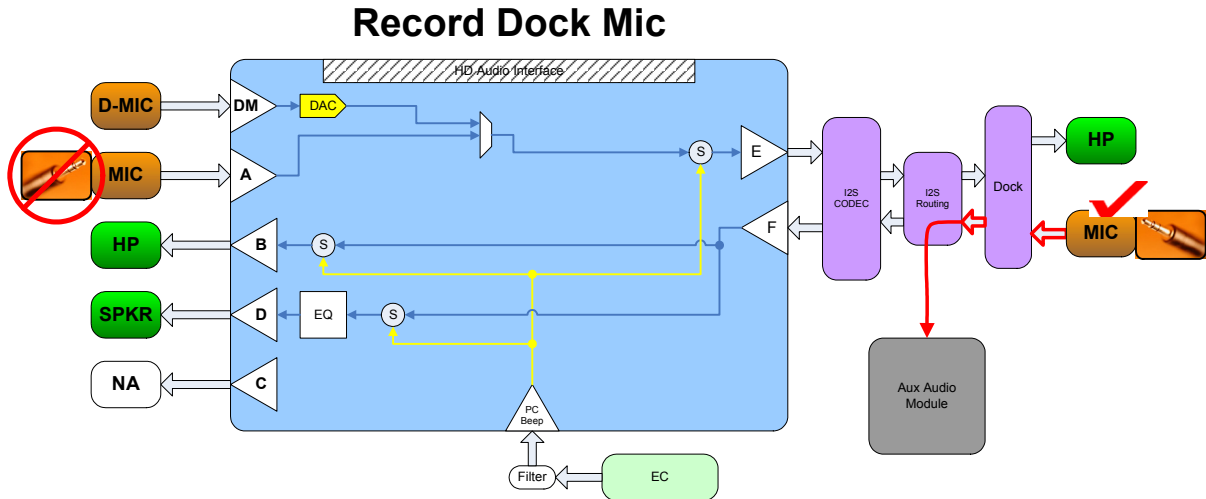 Record Dock Mic
HD Audio Interface
D-MIC
DM
DAC
MIC
A
S
E
I2S
CODEC
I2S
Routing
Dock
HP
MIC
F
HP
B
S
SPKR
D
EQ
S
NA
C
PC
Beep
Aux Audio
Module
Filter
EC